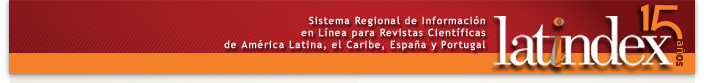 Sistema Regional de Información
en Línea para Revistas Científicas
de América Latina, el Caribe, España y Portugal
latindex
15
años